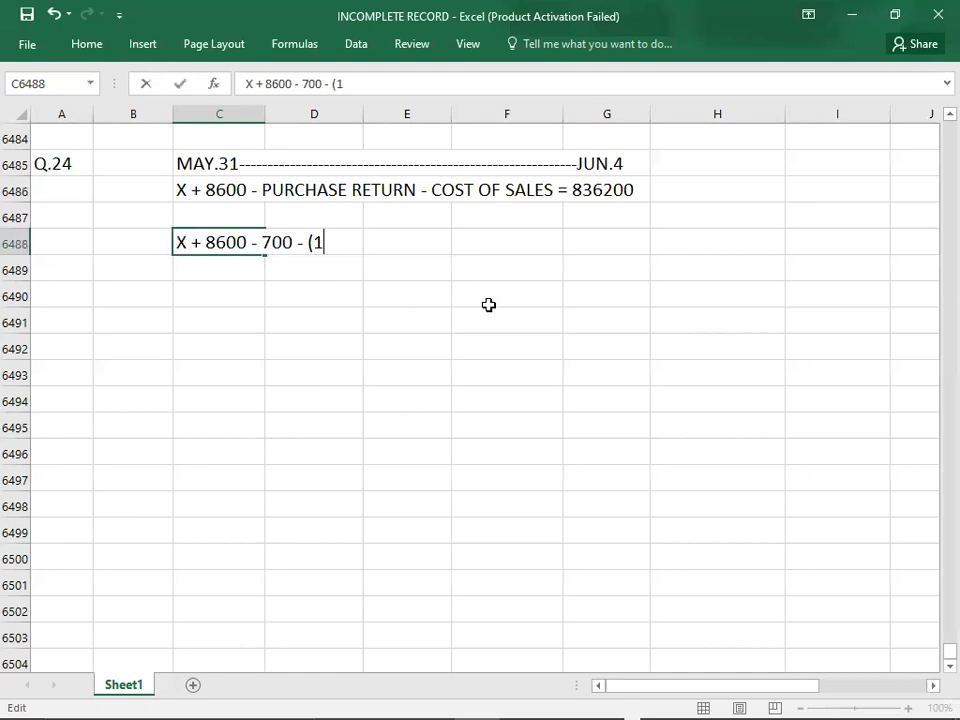 INCOMPLETE RECORD - Excel (Product Activation Failed)
File Home Insert Page Layout Formulas Data Review View Tell me what you want to do... Share
C6488 fx X + 8600 - 700 - (1
A B C D E F G H I J
6484
6485 Q.24 MAY.31-----------------------------------------------------------JUN.4
6486 X + 8600 - PURCHASE RETURN - COST OF SALES = 836200
6487
6488 X + 8600 - 700 - (1
6489
6490
6491
6492
6493
6494
6495
6496
6497
6498
6499
6500
6501
6502
6503
6504
Sheet1
Edit 100%